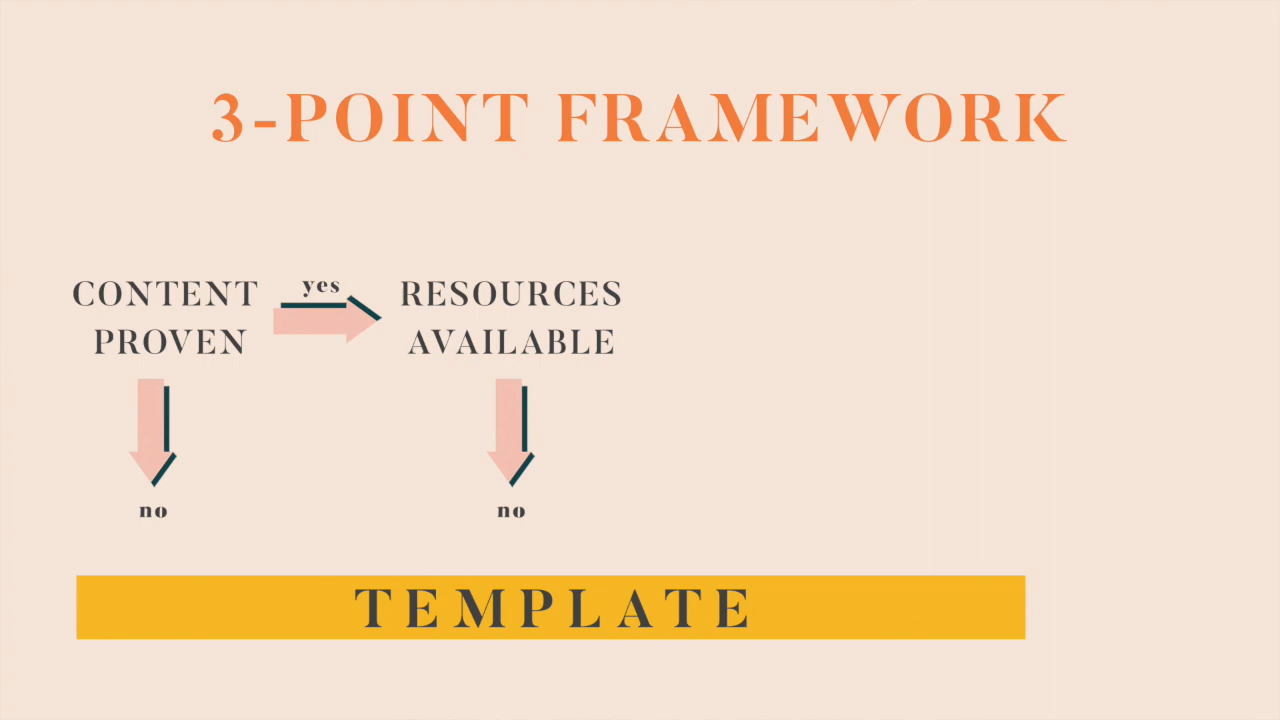 3-POINT FRAMEWORK
CONTENT
PROVEN
yes
RESOURCES
AVAILABLE
no
no
TEMPLATE